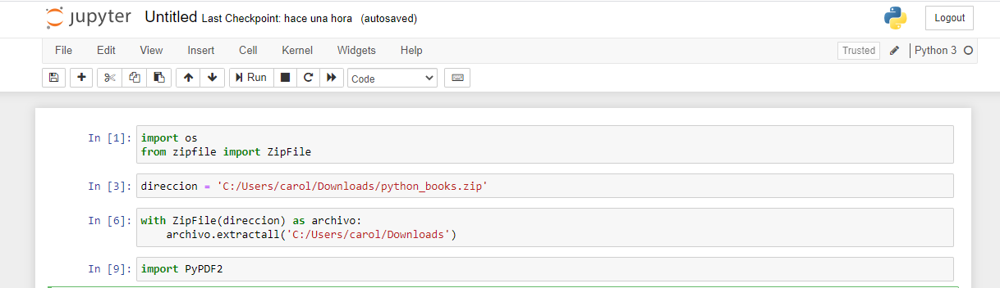 jupyter Untitled Last Checkpoint: hace una hora (autosaved) Logout
File Edit View Insert Cell Kernel Widgets Help Trusted Python 3
Run Code
In [1]: import os
from zipfile import ZipFile
In [3]: direccion = 'C:/Users/carol/Downloads/python_books.zip'
In [6]: with ZipFile(direccion) as archivo:
archivo.extractall('C:/Users/carol/Downloads')
In [9]: import PyPDF2